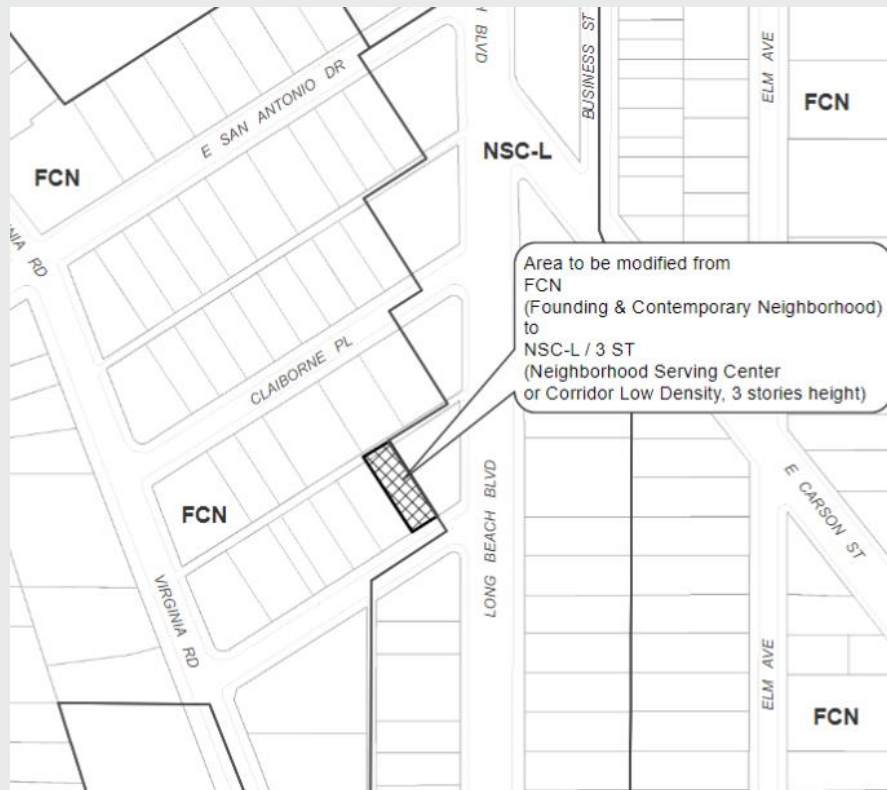 H BLVD
BUSINESS ST
E SAN ANTONIO DR
ELM AVE
FCN
NSC-L
FCN
NIA RD
Area to be modified from
FCN
(Founding & Contemporary Neighborhood)
to
NSC-L / 3 ST
(Neighborhood Serving Center
or Corridor Low Density, 3 stories height)
CLAIBORNE PL
E CARSON ST
LONG BEACH BLVD
FCN
VIRGINIA RD
ELM AVE
FCN